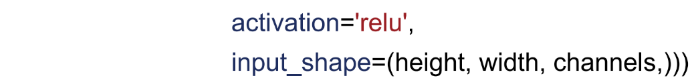 activation='relu',
input_shape=(height, width, channels,)))